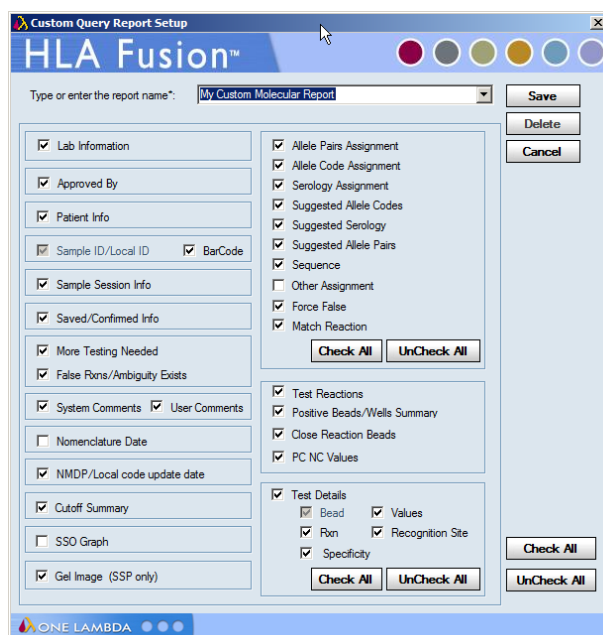 Custom Query Report Setup
HLA Fusion™
Type or enter the report name*:
My Custom Molecular Report
Save
Delete
Cancel
Lab Information
Approved By
Patient Info
Sample ID/Local ID
BarCode
Sample Session Info
Saved/Confirmed Info
More Testing Needed
False Rxns/Ambiguity Exists
System Comments
User Comments
Nomenclature Date
NMDP/Local code update date
Cutoff Summary
SSO Graph
Gel Image (SSP only)
Allele Pairs Assignment
Allele Code Assignment
Serology Assignment
Suggested Allele Codes
Suggested Serology
Suggested Allele Pairs
Sequence
Other Assignment
Force False
Match Reaction
Check All
UnCheck All
Test Reactions
Positive Beads/Wells Summary
Close Reaction Beads
PC NC Values
Test Details
Bead
Values
Rxn
Recognition Site
Specificity
Check All
UnCheck All
Check All
UnCheck All
ONE LAMBDA